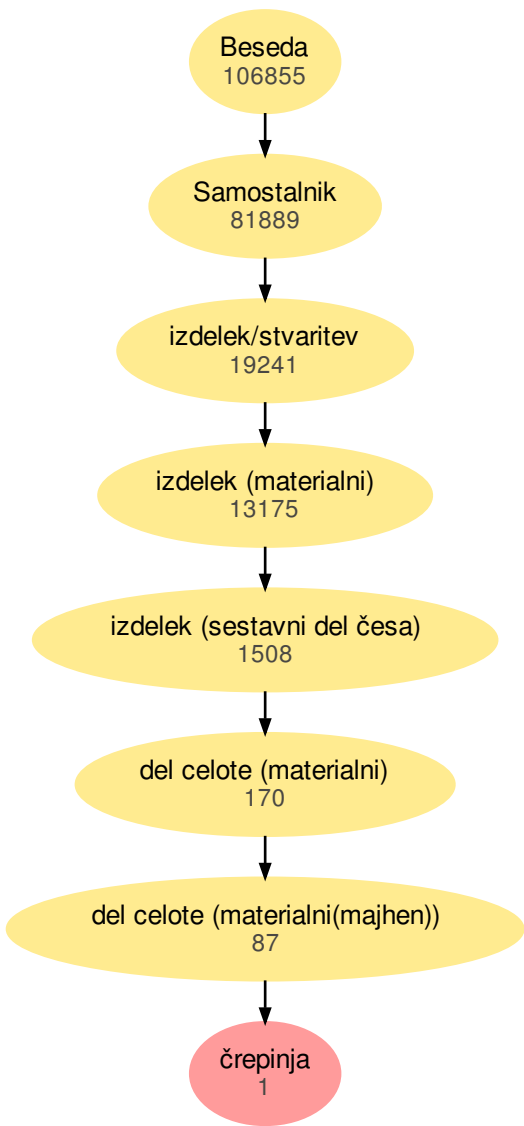 Beseda
106855
Samostalnik
81889
izdelek/stvaritev
19241
izdelek (materialni)
13175
izdelek (sestavni del česa)
1508
del celote (materialni)
170
del celote (materialni(majhen))
87
črepinja
1